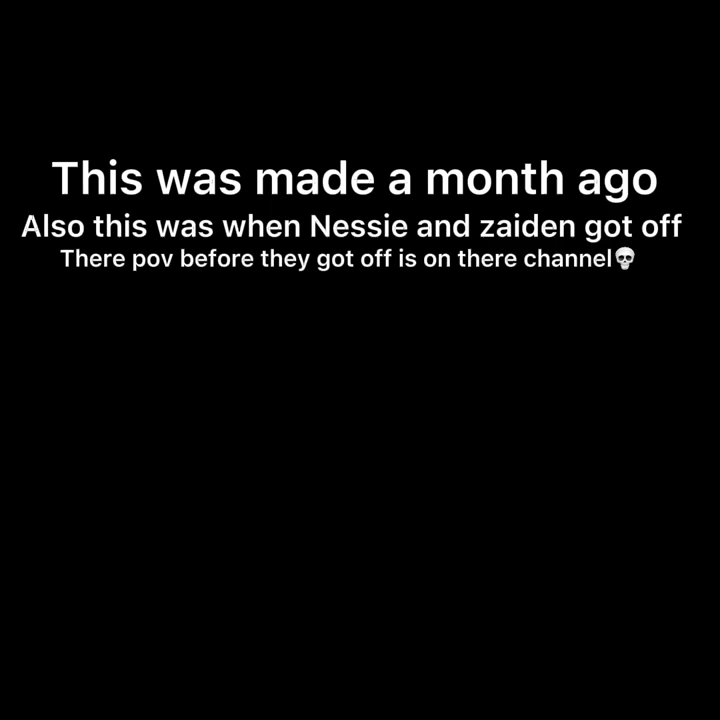 This was made a month ago
Also this was when Nessie and zaiden got off
There pov before they got off is on there channel💀